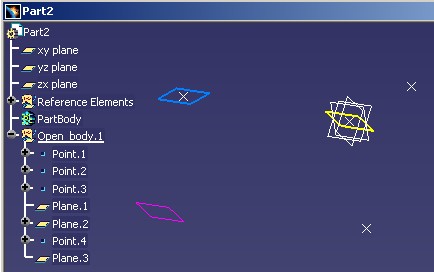 Part2
Part2
xy plane
yz plane
zx plane
Reference Elements
PartBody
Open_body.1
Point.1
Point.2
Point.3
Plane.1
Plane.2
Point.4
Plane.3